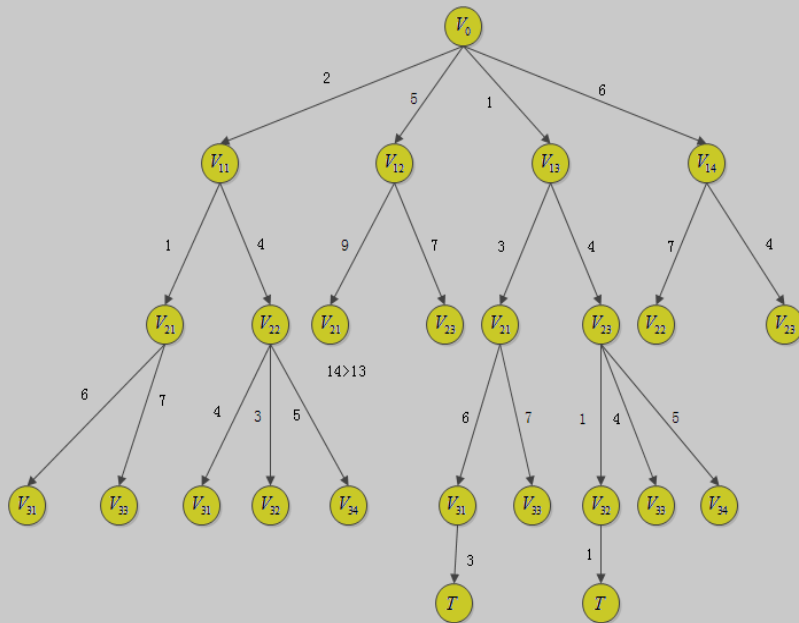 V₀
2 5 1 6
V₁₁ V₁₂ V₁₃ V₁₄
1 4 9 7 3 4 7 4
V₂₁ V₂₂ V₂₁ V₂₃ V₂₁ V₂₃ V₂₂ V₂₃
14>13
6 7 4 3 5 6 7 1 4 5
V₃₁ V₃₃ V₃₁ V₃₂ V₃₄ V₃₁ V₃₃ V₃₂ V₃₃ V₃₄
3 1
T T